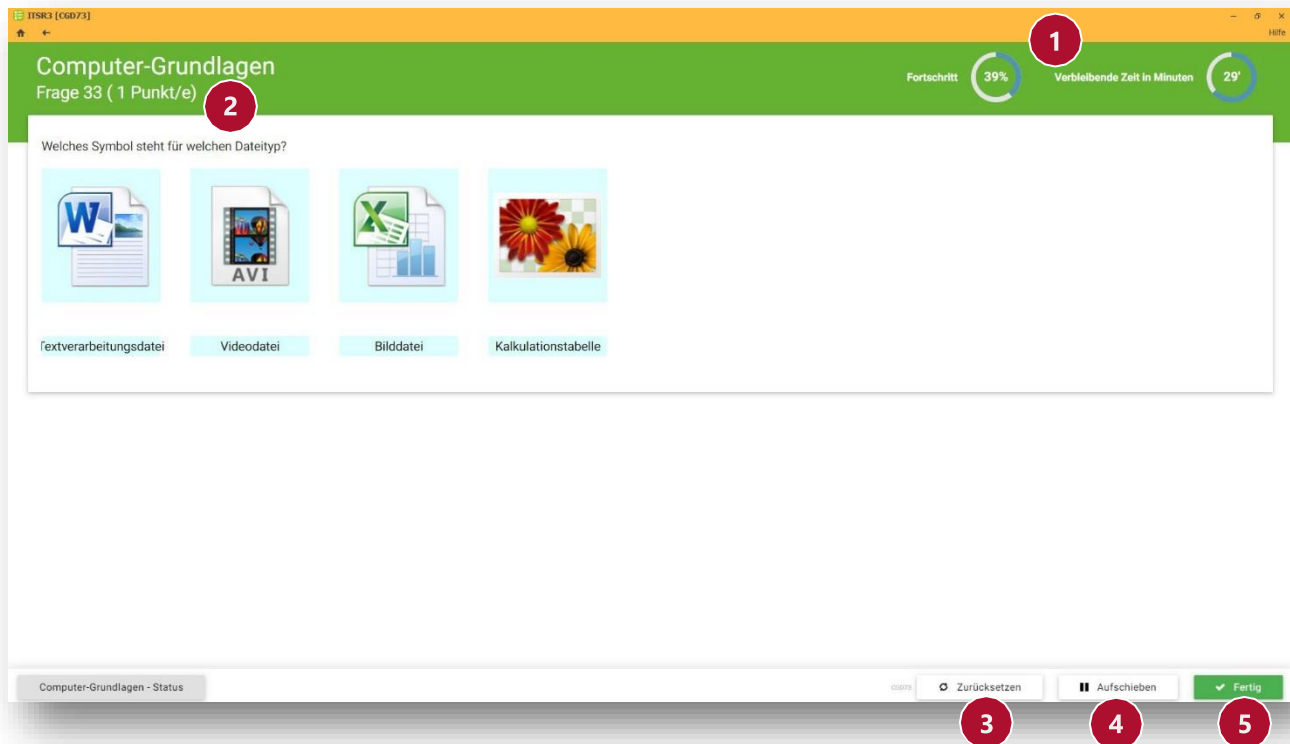 ITSR3 [CGD73]
Hilfe
1
Computer-Grundlagen
Frage 33 ( 1 Punkt/e)
2
Fortschritt
39%
Verbleibende Zeit in Minuten
29'
Welches Symbol steht für welchen Dateityp?
W
AVI
X
Textverarbeitungsdatei
Videodatei
Bilddatei
Kalkulationstabelle
Computer-Grundlagen - Status
CGD73
Zurücksetzen
Aufschieben
Fertig
3
4
5